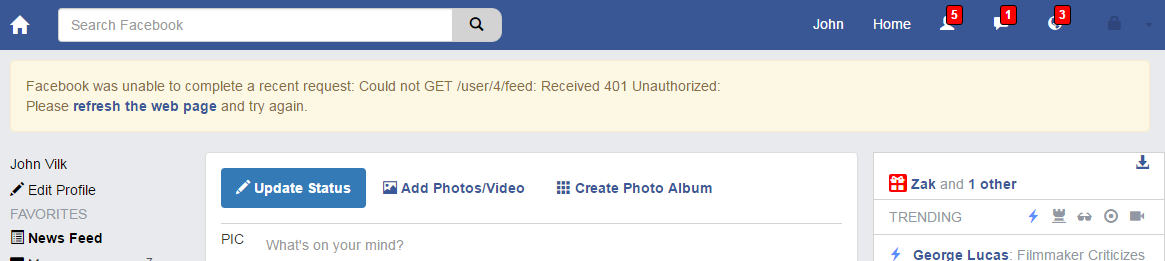 Search Facebook
John
Home
5
1
3
Facebook was unable to complete a recent request: Could not GET /user/4/feed: Received 401 Unauthorized:
Please refresh the web page and try again.
John Vilk
Edit Profile
FAVORITES
News Feed
7
Update Status
Add Photos/Video
Create Photo Album
PIC
What's on your mind?
Zak and 1 other
TRENDING
George Lucas: Filmmaker Criticizes